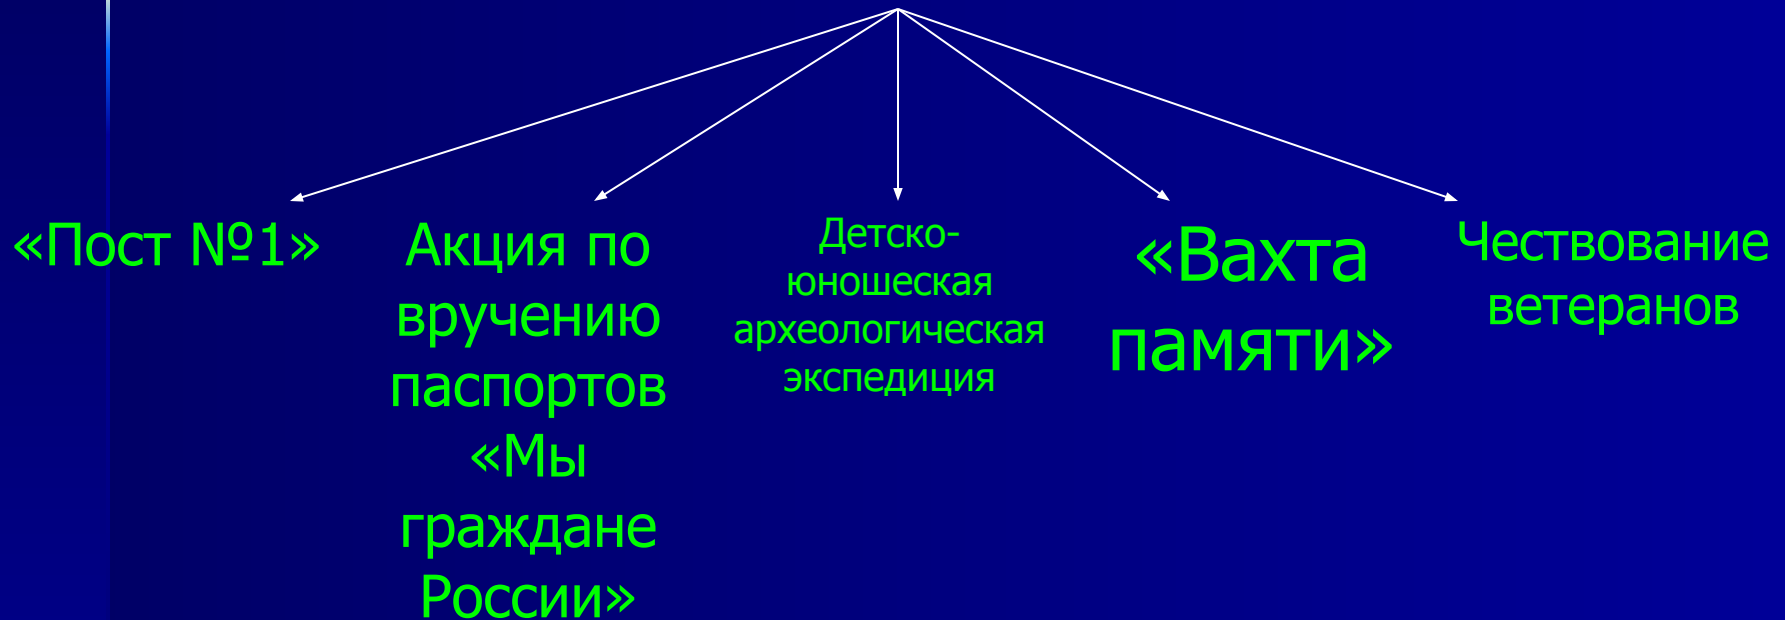 «Пост №1»
Акция по
вручению
паспортов
«Мы
граждане
России»
Детско-
юношеская
археологическая
экспедиция
«Вахта
памяти»
Чествование
ветеранов